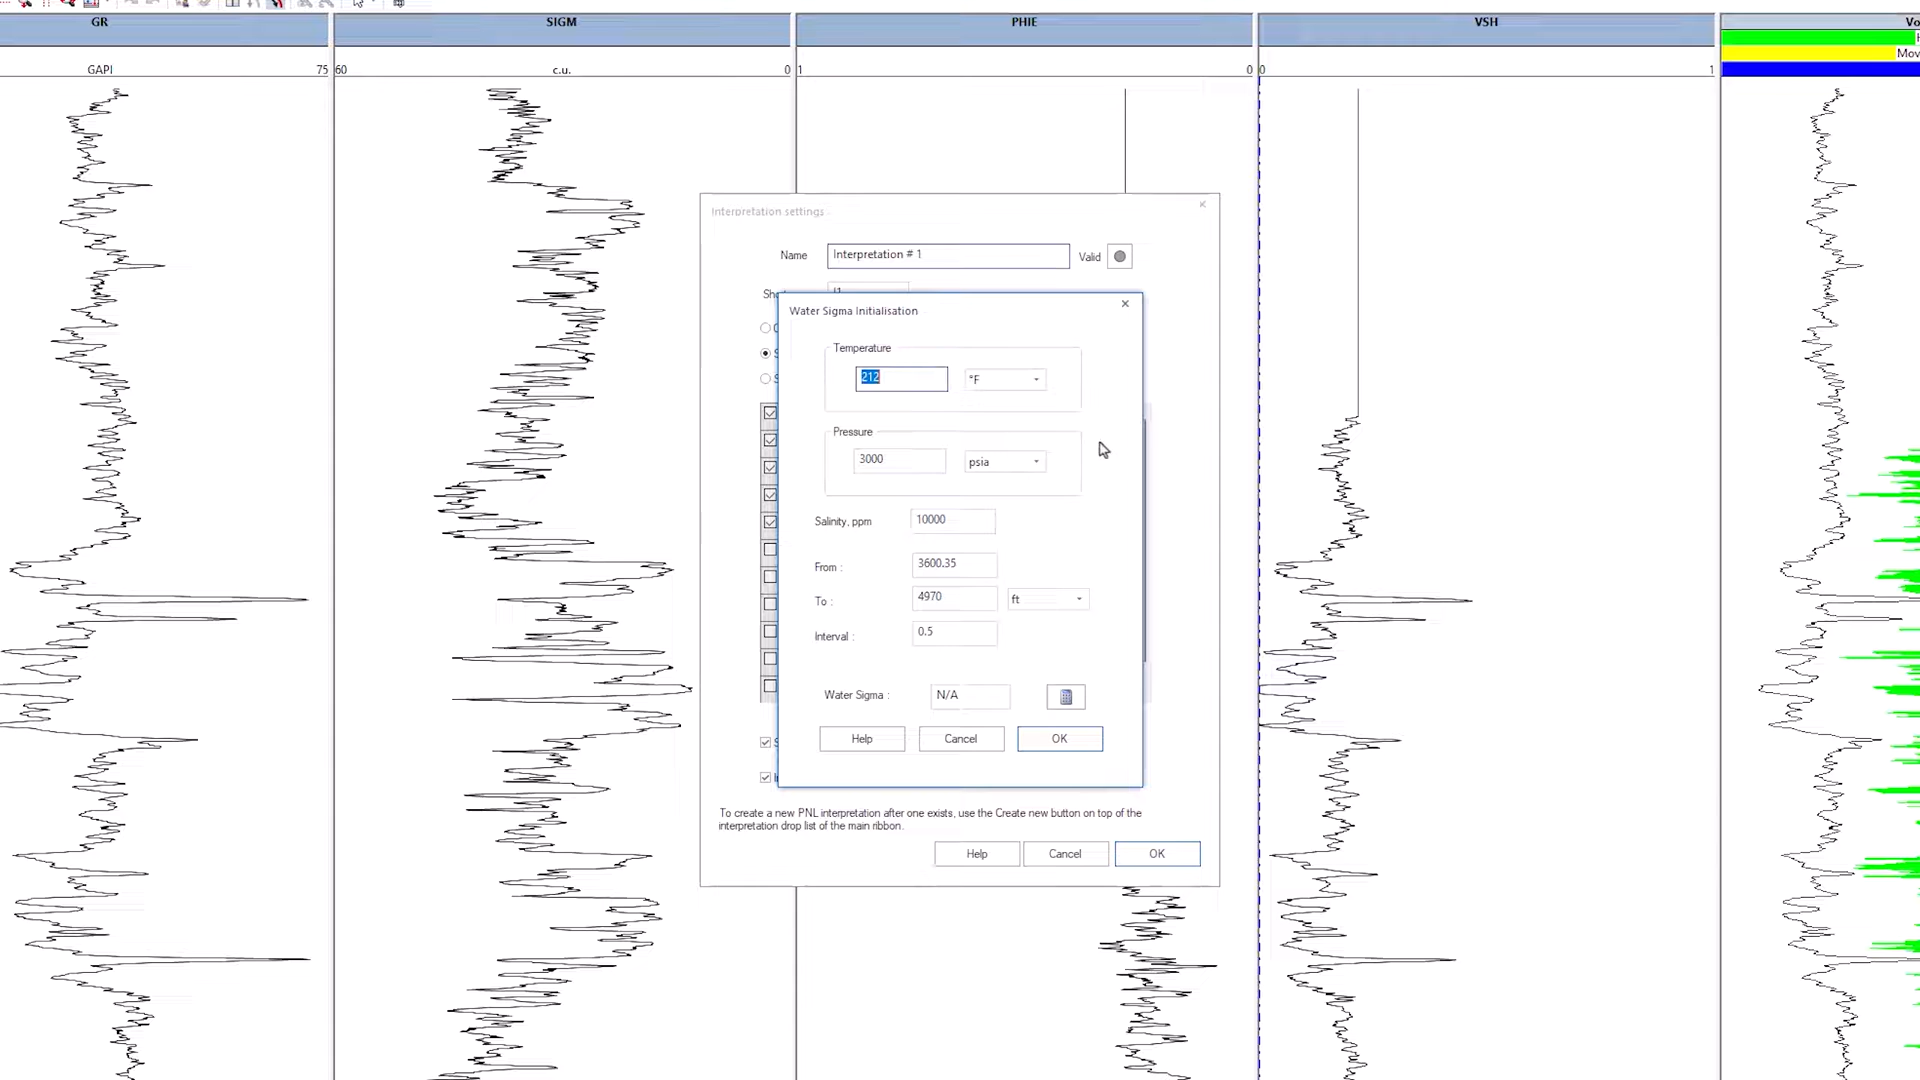 GR
SIGM
PHIE
VSH
Vo
Mov
GAPI
75
60
c.u.
0
1
0
0
1
Interpretation settings
Name
Interpretation # 1
Valid
Water Sigma Initialisation
Temperature
212
°F
Pressure
3000
psia
Salinity, ppm
10000
From :
3600.35
To :
4970
ft
Interval :
0.5
Water Sigma :
N/A
Help
Cancel
OK
To create a new PNL interpretation after one exists, use the Create new button on top of the
interpretation drop list of the main ribbon.
Help
Cancel
OK